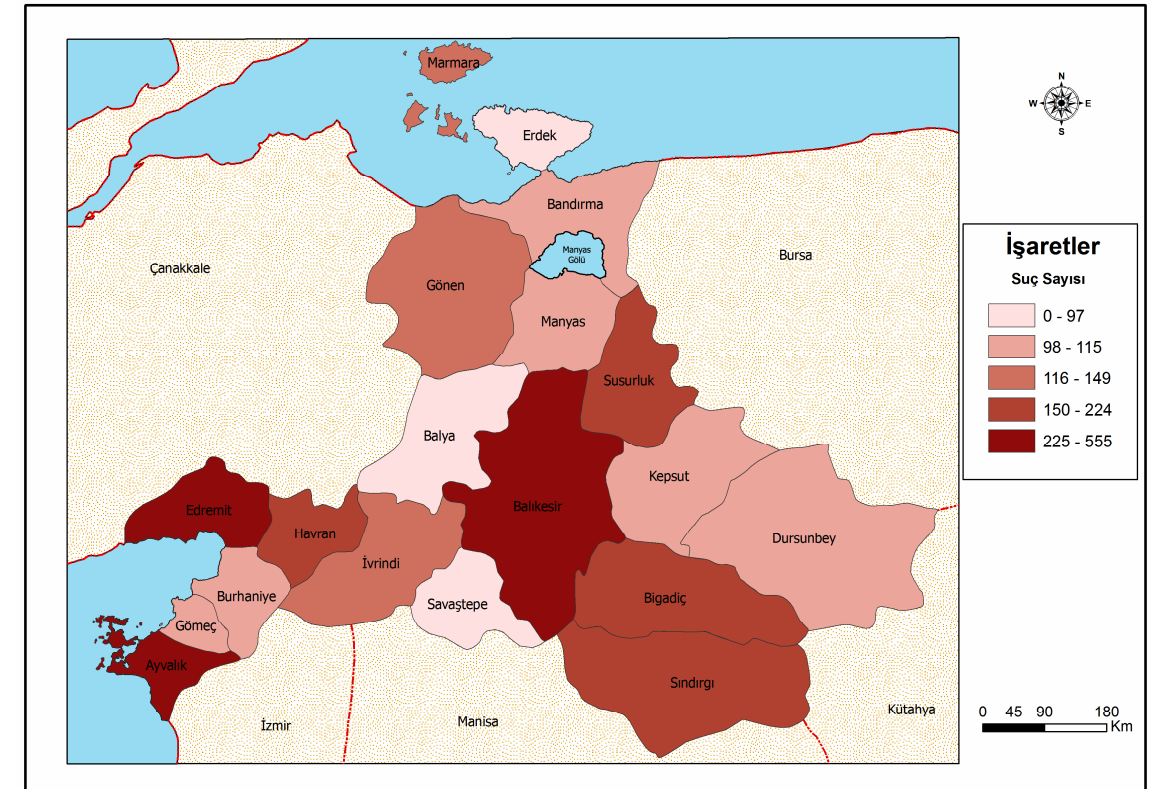 Marmara
Erdek
Bandırma
Manyas
Gölü
Çanakkale
Bursa
Gönen
Manyas
Susurluk
Balya
Kepsut
Edremit
Balıkesir
Havran
Dursunbey
İvrindi
Burhaniye
Savaştepe
Bigadiç
Gömeç
Ayvalık
Sındırgı
İzmir
Manisa
Kütahya
N
W
E
S
İşaretler
Suç Sayısı
0 - 97
98 - 115
116 - 149
150 - 224
225 - 555
0 45 90 180
Km